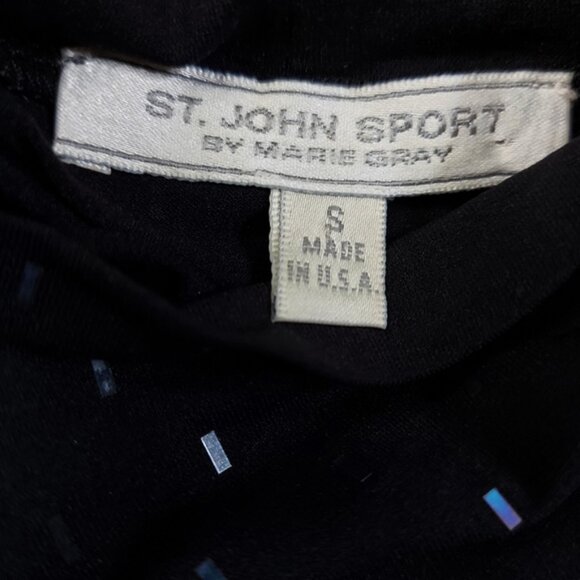 ST. JOHN SPORT
BY MARIE GRAY
S
MADE
IN U.S.A.